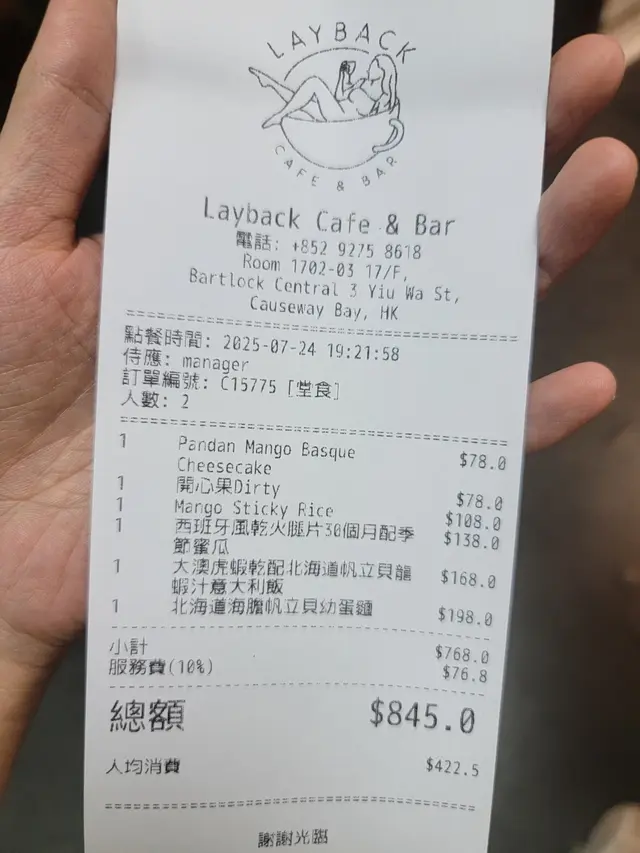 LAYBACK
CAFE & BAR
Layback Cafe & Bar
電話: +852 9275 8618
Room 1702-03 17/F,
Bartlock Central 3 Yiu Wa St,
Causeway Bay, HK
點餐時間: 2025-07-24 19:21:58
侍應: manager
訂單編號: C15775 [堂食]
人數: 2
1 Pandan Mango Basque $78.0
Cheesecake
1 開心果Dirty $78.0
1 Mango Sticky Rice $108.0
1 西班牙風乾火腿片30個月配季 $138.0
節蜜瓜
1 大澳虎蝦乾配北海道帆立貝龍 $168.0
蝦汁意大利飯
1 北海道海膽帆立貝幼蛋麵 $198.0
小計 $768.0
服務費(10%) $76.8
總額 $845.0
人均消費 $422.5
謝謝光臨